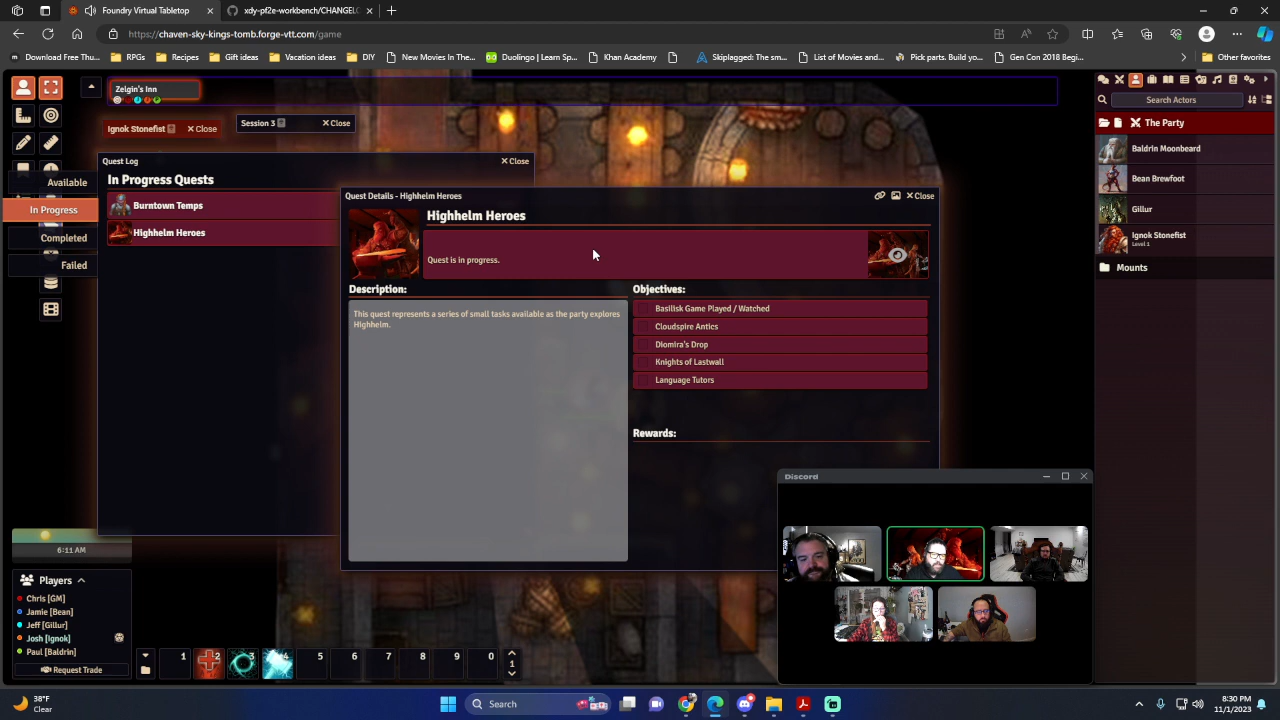 Foundry Virtual Tabletop
xdy-pf2e-workbench/CHANGELC
https://chaven-sky-kings-tomb.forge-vtt.com/game
Download Free Thu...
RPGs
Recipes
Gift ideas
Vacation ideas
DIY
New Movies In The...
Duolingo | Learn Sp...
Khan Academy
Skiplagged: The sm...
List of Movies and...
Pick parts. Build yo...
Gen Con 2018 Begi...
Other favorites
Zelgin's Inn
Ignok Stonefist
Close
Session 3
Close
Search Actors
The Party
Baldrin Moonbeard
Bean Brewfoot
Gillur
Ignok Stonefist
Level 1
Mounts
Quest Log
Close
In Progress Quests
Burntown Temps
Highhelm Heroes
Available
In Progress
Completed
Failed
Quest Details - Highhelm Heroes
Close
Highhelm Heroes
Quest is in progress.
Description:
This quest represents a series of small tasks available as the party explores
Highhelm.
Objectives:
Basilisk Game Played / Watched
Cloudspire Antics
Diomira's Drop
Knights of Lastwall
Language Tutors
Rewards:
Discord
6:11 AM
Players
Chris [GM]
Jamie [Bean]
Jeff [Gillur]
Josh [Ignok]
Paul [Baldrin]
Request Trade
1 2 3 4 5 6 7 8 9 0
1
38°F
Clear
Search
8:30 PM
11/1/2023